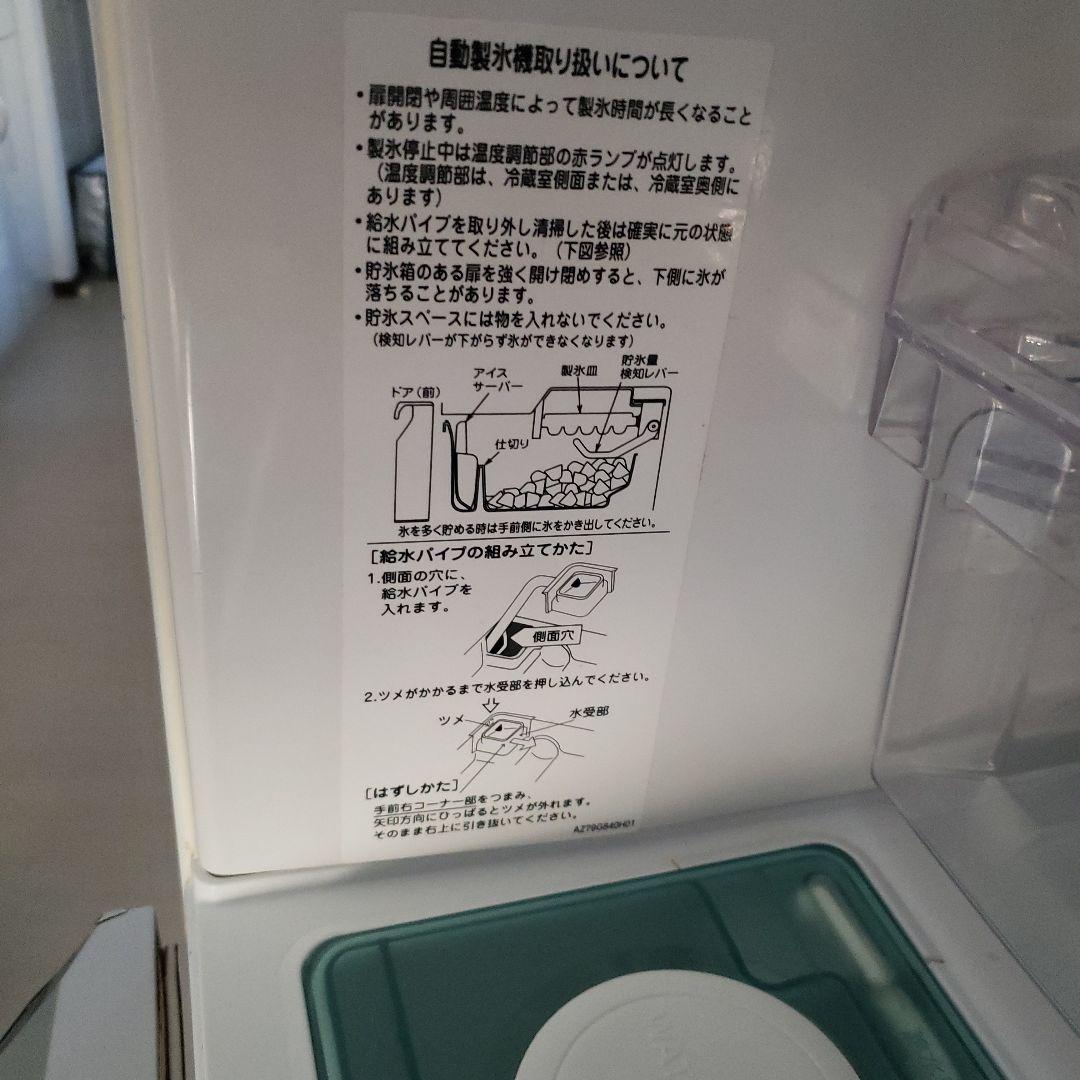 自動製氷機取り扱いについて
・扉開閉や周囲温度によって製氷時間が長くなること
があります。
・製氷停止中は温度調節部の赤ランプが点灯します。
（温度調節部は、冷蔵室側面または、冷蔵室奥側に
あります）
・給水パイプを取り外し清掃した後は確実に元の状態
に組み立ててください。（下図参照）
・貯氷箱のある扉を強く開け閉めすると、下側に氷が
落ちることがあります。
・貯氷スペースには物を入れないでください。
（検知レバーが下がらず氷ができなくなります）
ドア（前）
アイス
サーバー
仕切り
製氷皿
貯氷量
検知レバー
氷を多く貯める時は手前側に氷をかき出してください。
［給水パイプの組み立てかた］
1.側面の穴に、
給水パイプを
入れます。
側面穴
2.ツメがかかるまで水受部を押し込んでください。
ツメ
水受部
［はずしかた］
手前右コーナー部をつまみ、
矢印方向にひっぱるとツメが外れます。
そのまま右上に引き抜いてください。
AZ79G840H01